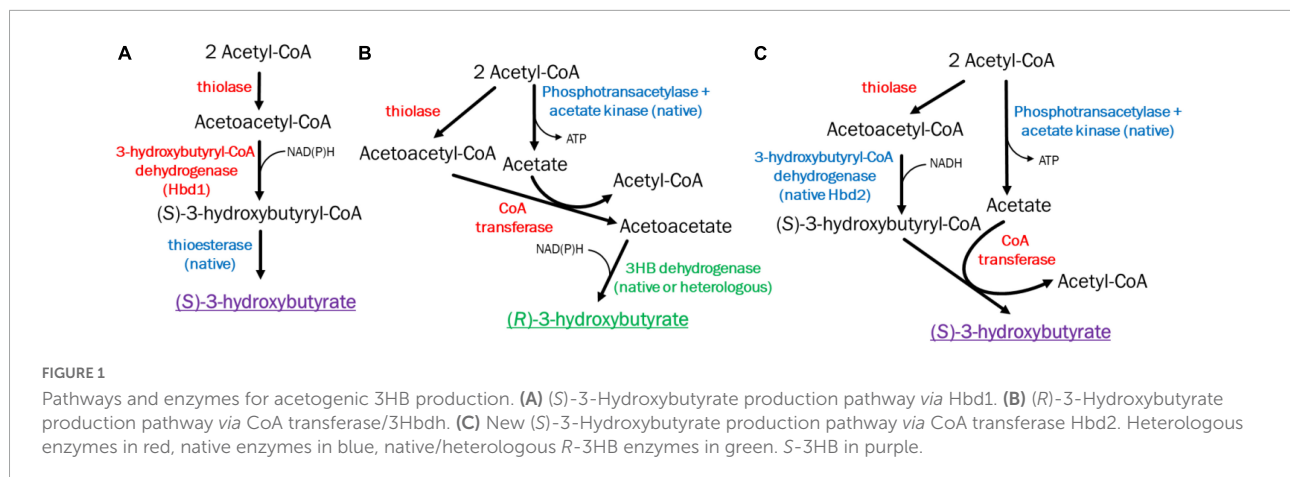 A
2 Acetyl-CoA
thiolase
Acetoacetyl-CoA
3-hydroxybutyryl-CoA
dehydrogenase
(Hbd1)
NAD(P)H
(S)-3-hydroxybutyryl-CoA
thioesterase
(native)
(S)-3-hydroxybutyrate
B
2 Acetyl-CoA
thiolase
Phosphotransacetylase +
acetate kinase (native)
ATP
Acetoacetyl-CoA
Acetate
Acetyl-CoA
CoA
transferase
Acetoacetate
NAD(P)H
3HB dehydrogenase
(native or heterologous)
(R)-3-hydroxybutyrate
C
2 Acetyl-CoA
thiolase
Phosphotransacetylase +
acetate kinase (native)
Acetoacetyl-CoA
3-hydroxybutyryl-CoA
dehydrogenase
(native Hbd2)
NADH
ATP
Acetate
(S)-3-hydroxybutyryl-CoA
CoA
transferase
Acetyl-CoA
(S)-3-hydroxybutyrate
FIGURE 1
Pathways and enzymes for acetogenic 3HB production. (A) (S)-3-Hydroxybutyrate production pathway via Hbd1. (B) (R)-3-Hydroxybutyrate
production pathway via CoA transferase/3Hbdh. (C) New (S)-3-Hydroxybutyrate production pathway via CoA transferase Hbd2. Heterologous
enzymes in red, native enzymes in blue, native/heterologous R-3HB enzymes in green. S-3HB in purple.